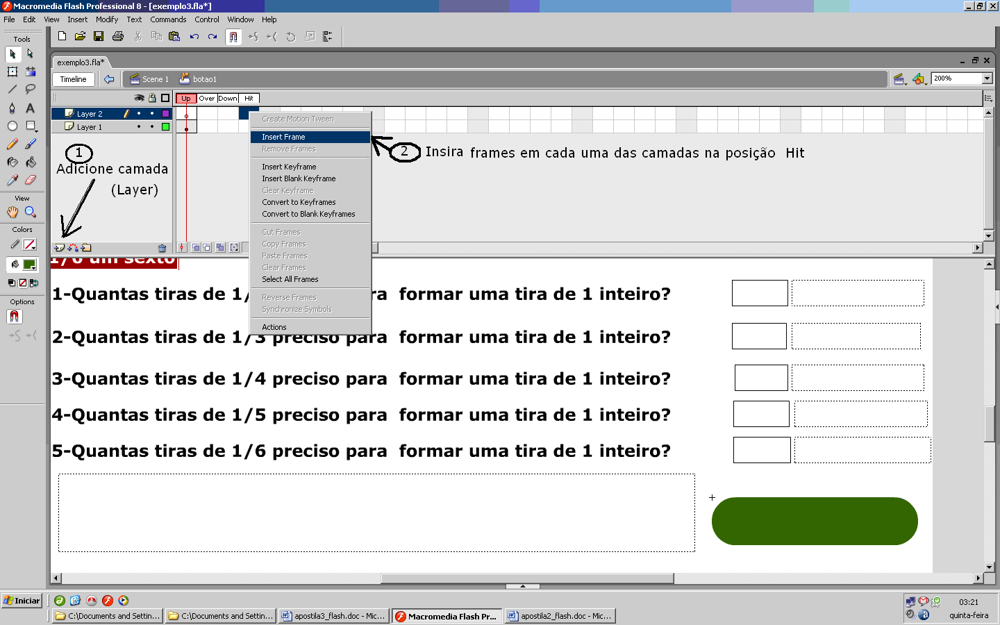 Macromedia Flash Professional 8 - [exemplo3.fla*]
File Edit View Insert Modify Text Commands Control Window Help
Tools
exemplo3.fla*
Timeline Scene 1 botao1 200%
Up Over Down Hit
Layer 2
Layer 1
Create Motion Tween
Insert Frame
Remove Frames
Insert Keyframe
Insert Blank Keyframe
Clear Keyframe
Convert to Keyframes
Convert to Blank Keyframes
Cut Frames
Copy Frames
Paste Frames
Clear Frames
Select All Frames
Reverse Frames
Synchronize Symbols
Actions
1
Adicione camada
(Layer)
2 Insira frames em cada uma das camadas na posição Hit
View
Colors
Options
1/6 um sexto
1-Quantas tiras de 1/ ra formar uma tira de 1 inteiro?
2-Quantas tiras de 1/3 preciso para formar uma tira de 1 inteiro?
3-Quantas tiras de 1/4 preciso para formar uma tira de 1 inteiro?
4-Quantas tiras de 1/5 preciso para formar uma tira de 1 inteiro?
5-Quantas tiras de 1/6 preciso para formar uma tira de 1 inteiro?
Iniciar
C:\Documents and Settin...
C:\Documents and Settin...
apostila3_flash.doc - Mic...
Macromedia Flash Pr...
apostila2_flash.doc - Mic...
03:21
quinta-feira